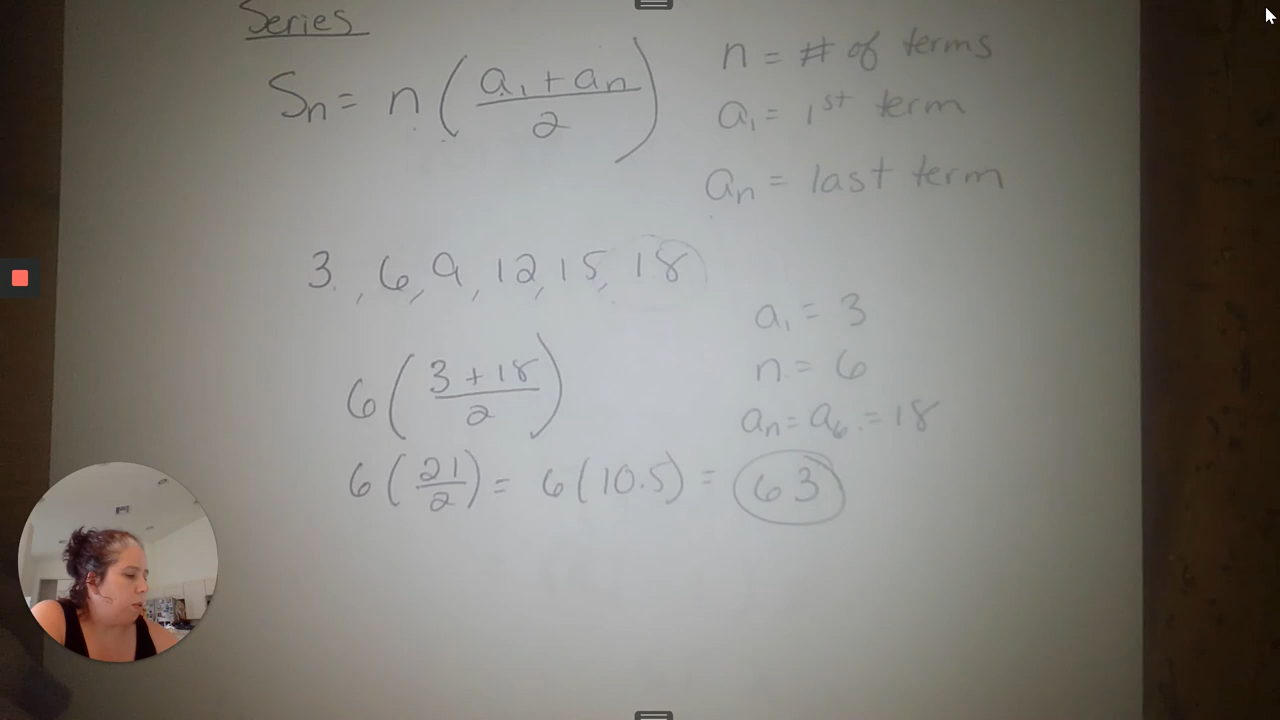 Series
Sₙ = n ( (a₁ + aₙ) / 2 )
n = # of terms
a₁ = 1ˢᵗ term
aₙ = last term
3, 6, 9, 12, 15, 18
6 ( (3 + 18) / 2 )
6 ( 21 / 2 ) = 6 (10.5) = 63
a₁ = 3
n = 6
aₙ = a₆ = 18